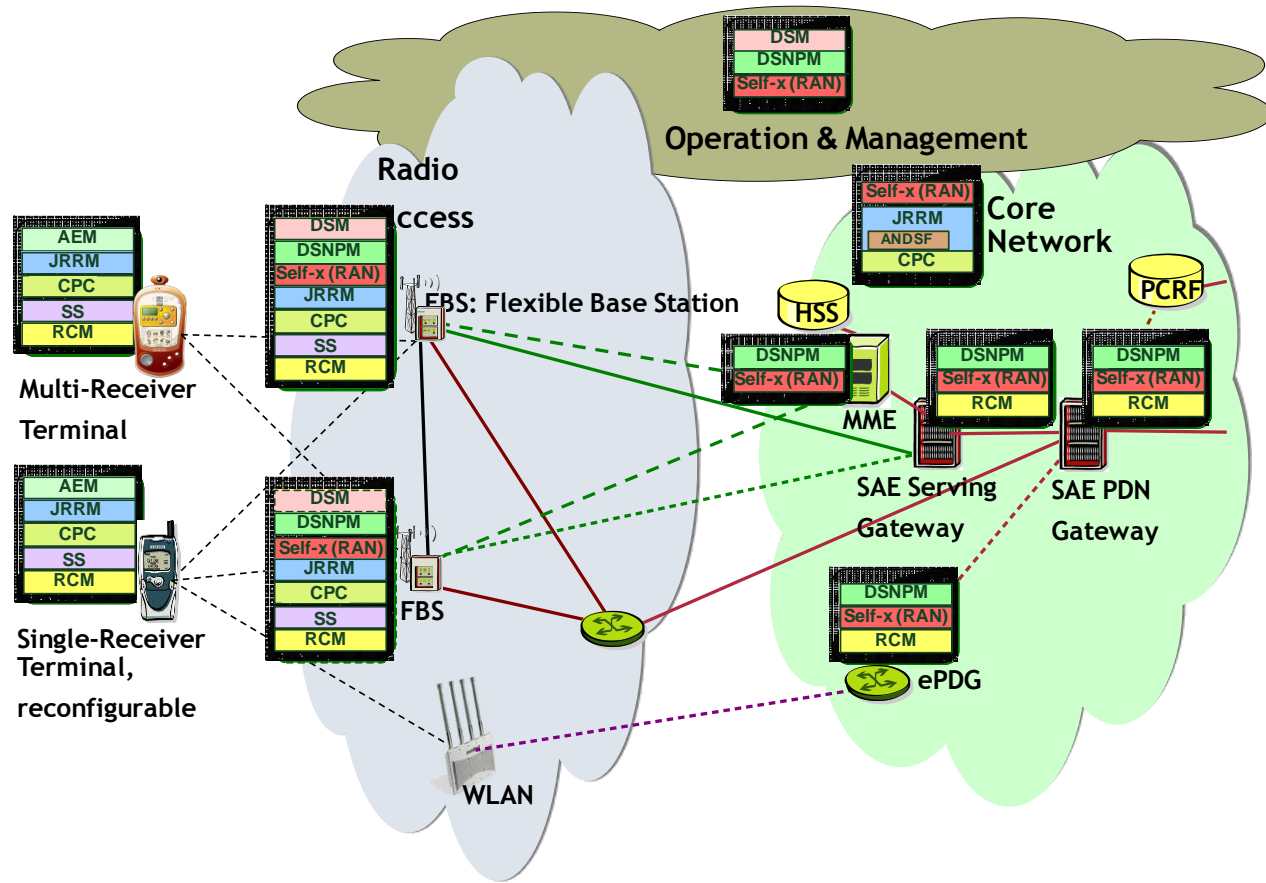 DSM
DSNPM
Self-x (RAN)
Operation & Management
Radio
ccess
Self-x (RAN)
JRRM
ANDSF
CPC
Core
Network
AEM
JRRM
CPC
SS
RCM
Multi-Receiver
Terminal
DSM
DSNPM
Self-x (RAN)
JRRM
CPC
SS
RCM
FBS: Flexible Base Station
HSS
PCRF
DSNPM
Self-x (RAN)
MME
DSNPM
Self-x (RAN)
RCM
SAE Serving
Gateway
DSNPM
Self-x (RAN)
RCM
SAE PDN
Gateway
AEM
JRRM
CPC
SS
RCM
Single-Receiver
Terminal,
reconfigurable
DSM
DSNPM
Self-x (RAN)
JRRM
CPC
SS
RCM
FBS
DSNPM
Self-x (RAN)
RCM
ePDG
WLAN